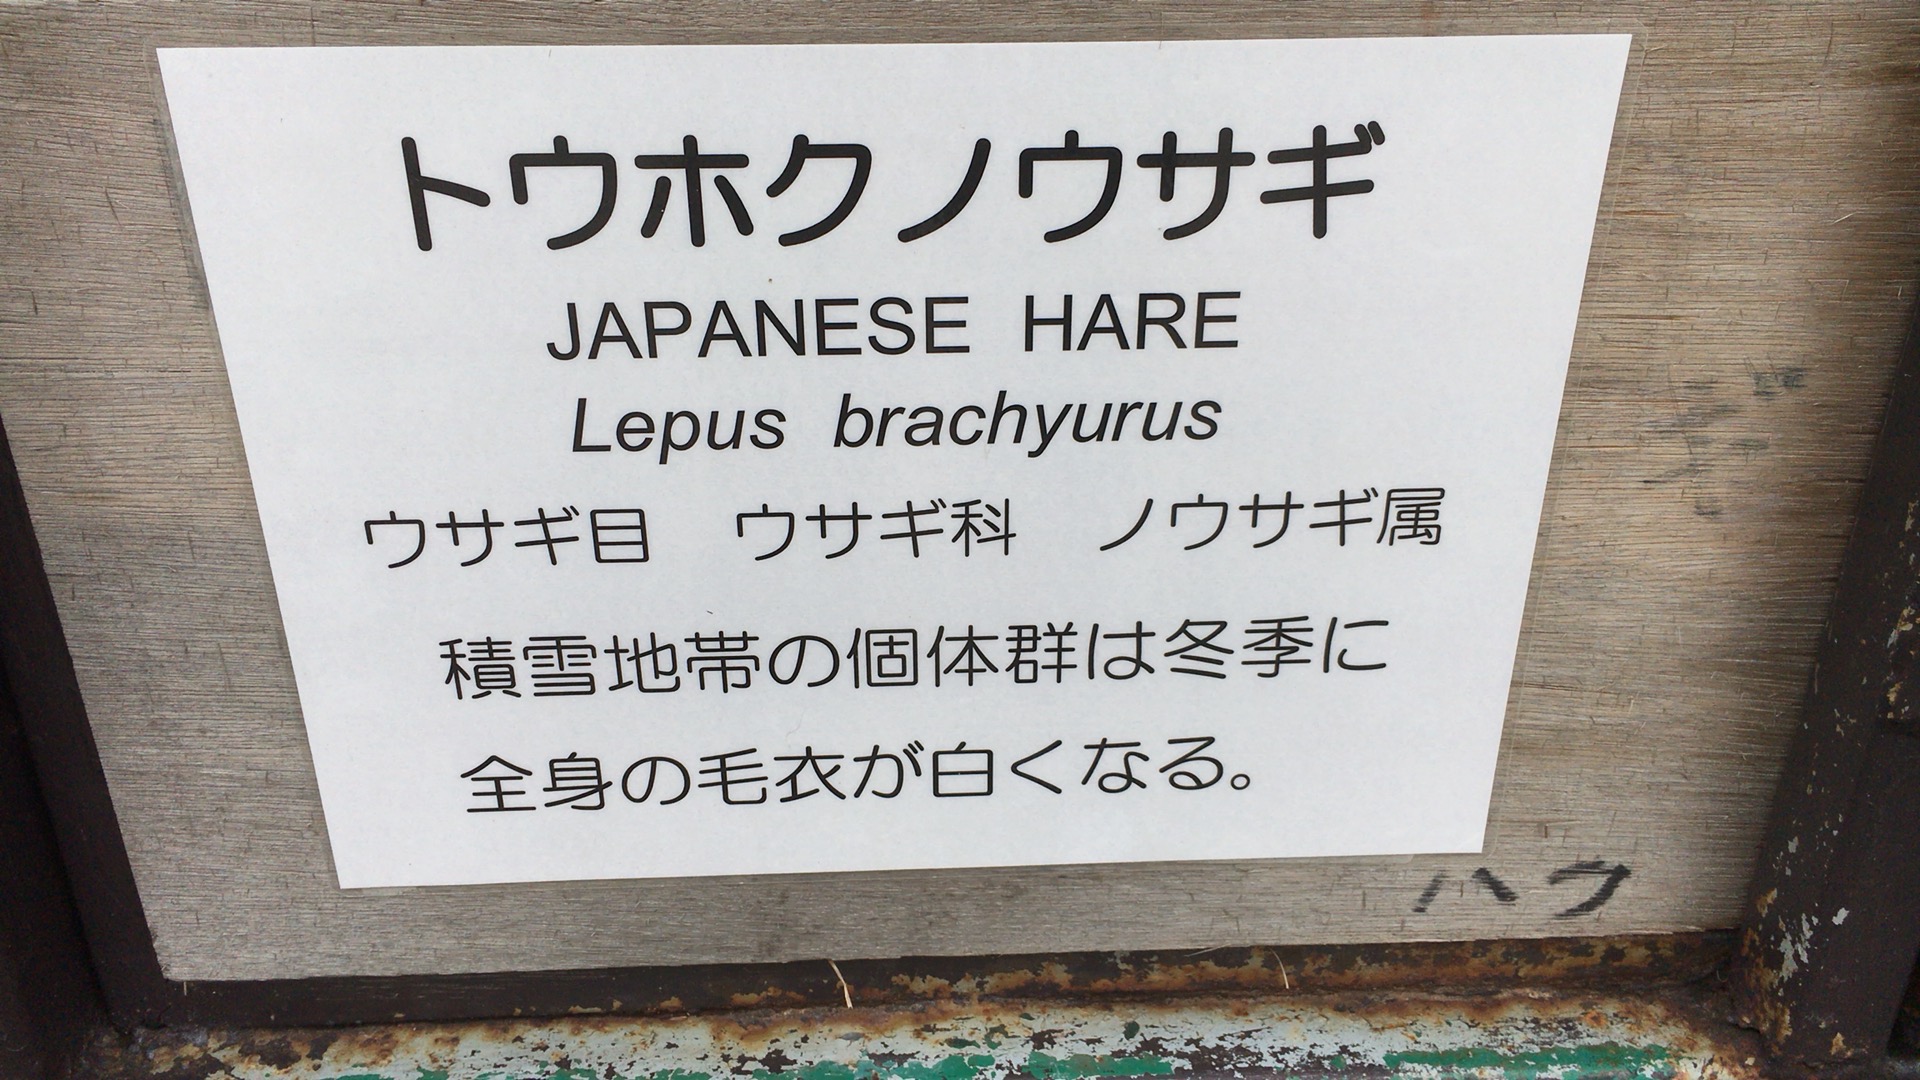 トウホクノウサギ
JAPANESE HARE
Lepus brachyurus
ウサギ目　ウサギ科　ノウサギ属
積雪地帯の個体群は冬季に
全身の毛衣が白くなる。
ハウ